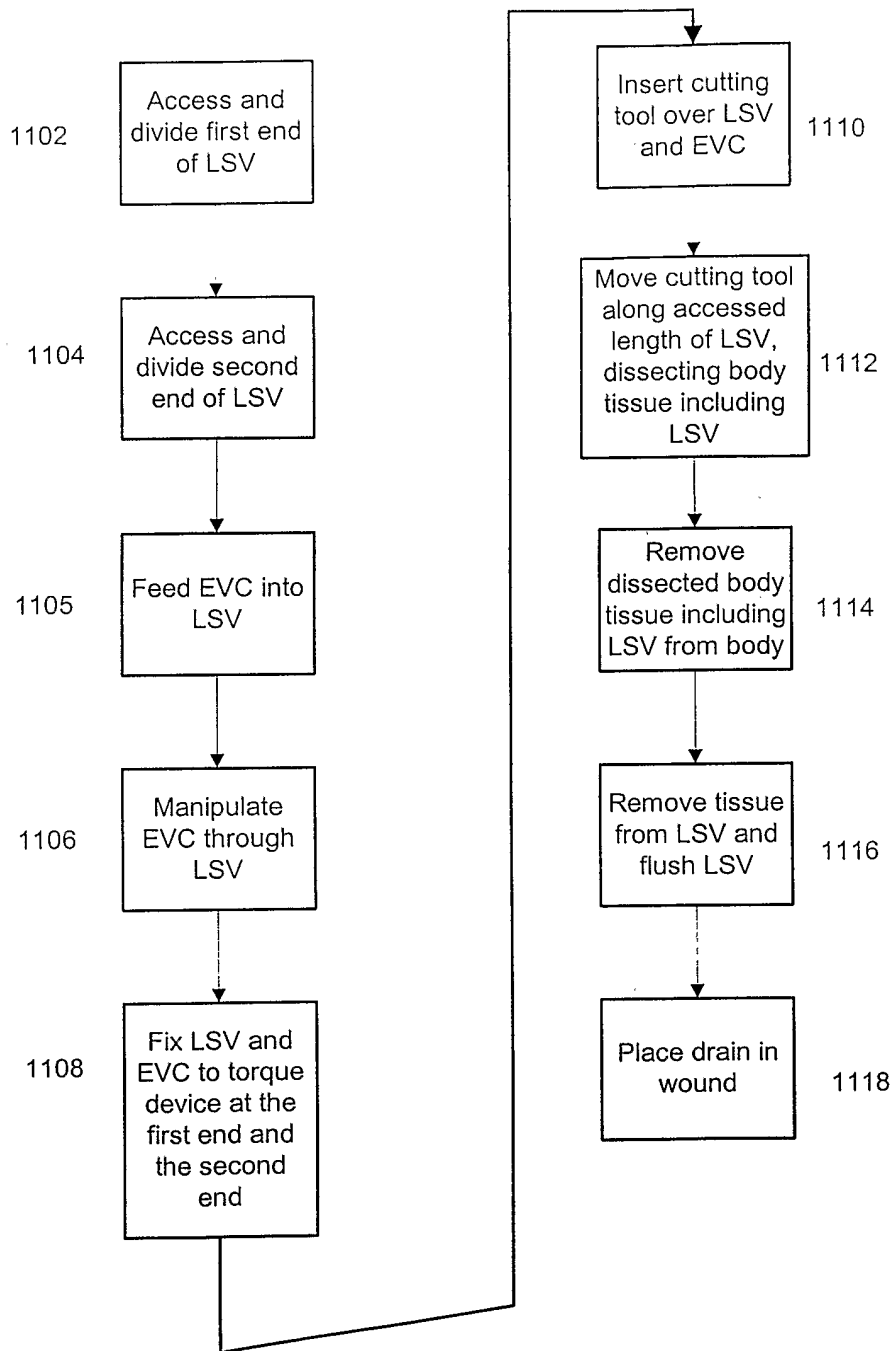 1102
Access and
divide first end
of LSV
1104
Access and
divide second
end of LSV
1105
Feed EVC into
LSV
1106
Manipulate
EVC through
LSV
1108
Fix LSV and
EVC to torque
device at the
first end and
the second
end
Insert cutting
tool over LSV
and EVC
1110
Move cutting tool
along accessed
length of LSV,
dissecting body
tissue including
LSV
1112
Remove
dissected body
tissue including
LSV from body
1114
Remove tissue
from LSV and
flush LSV
1116
Place drain in
wound
1118